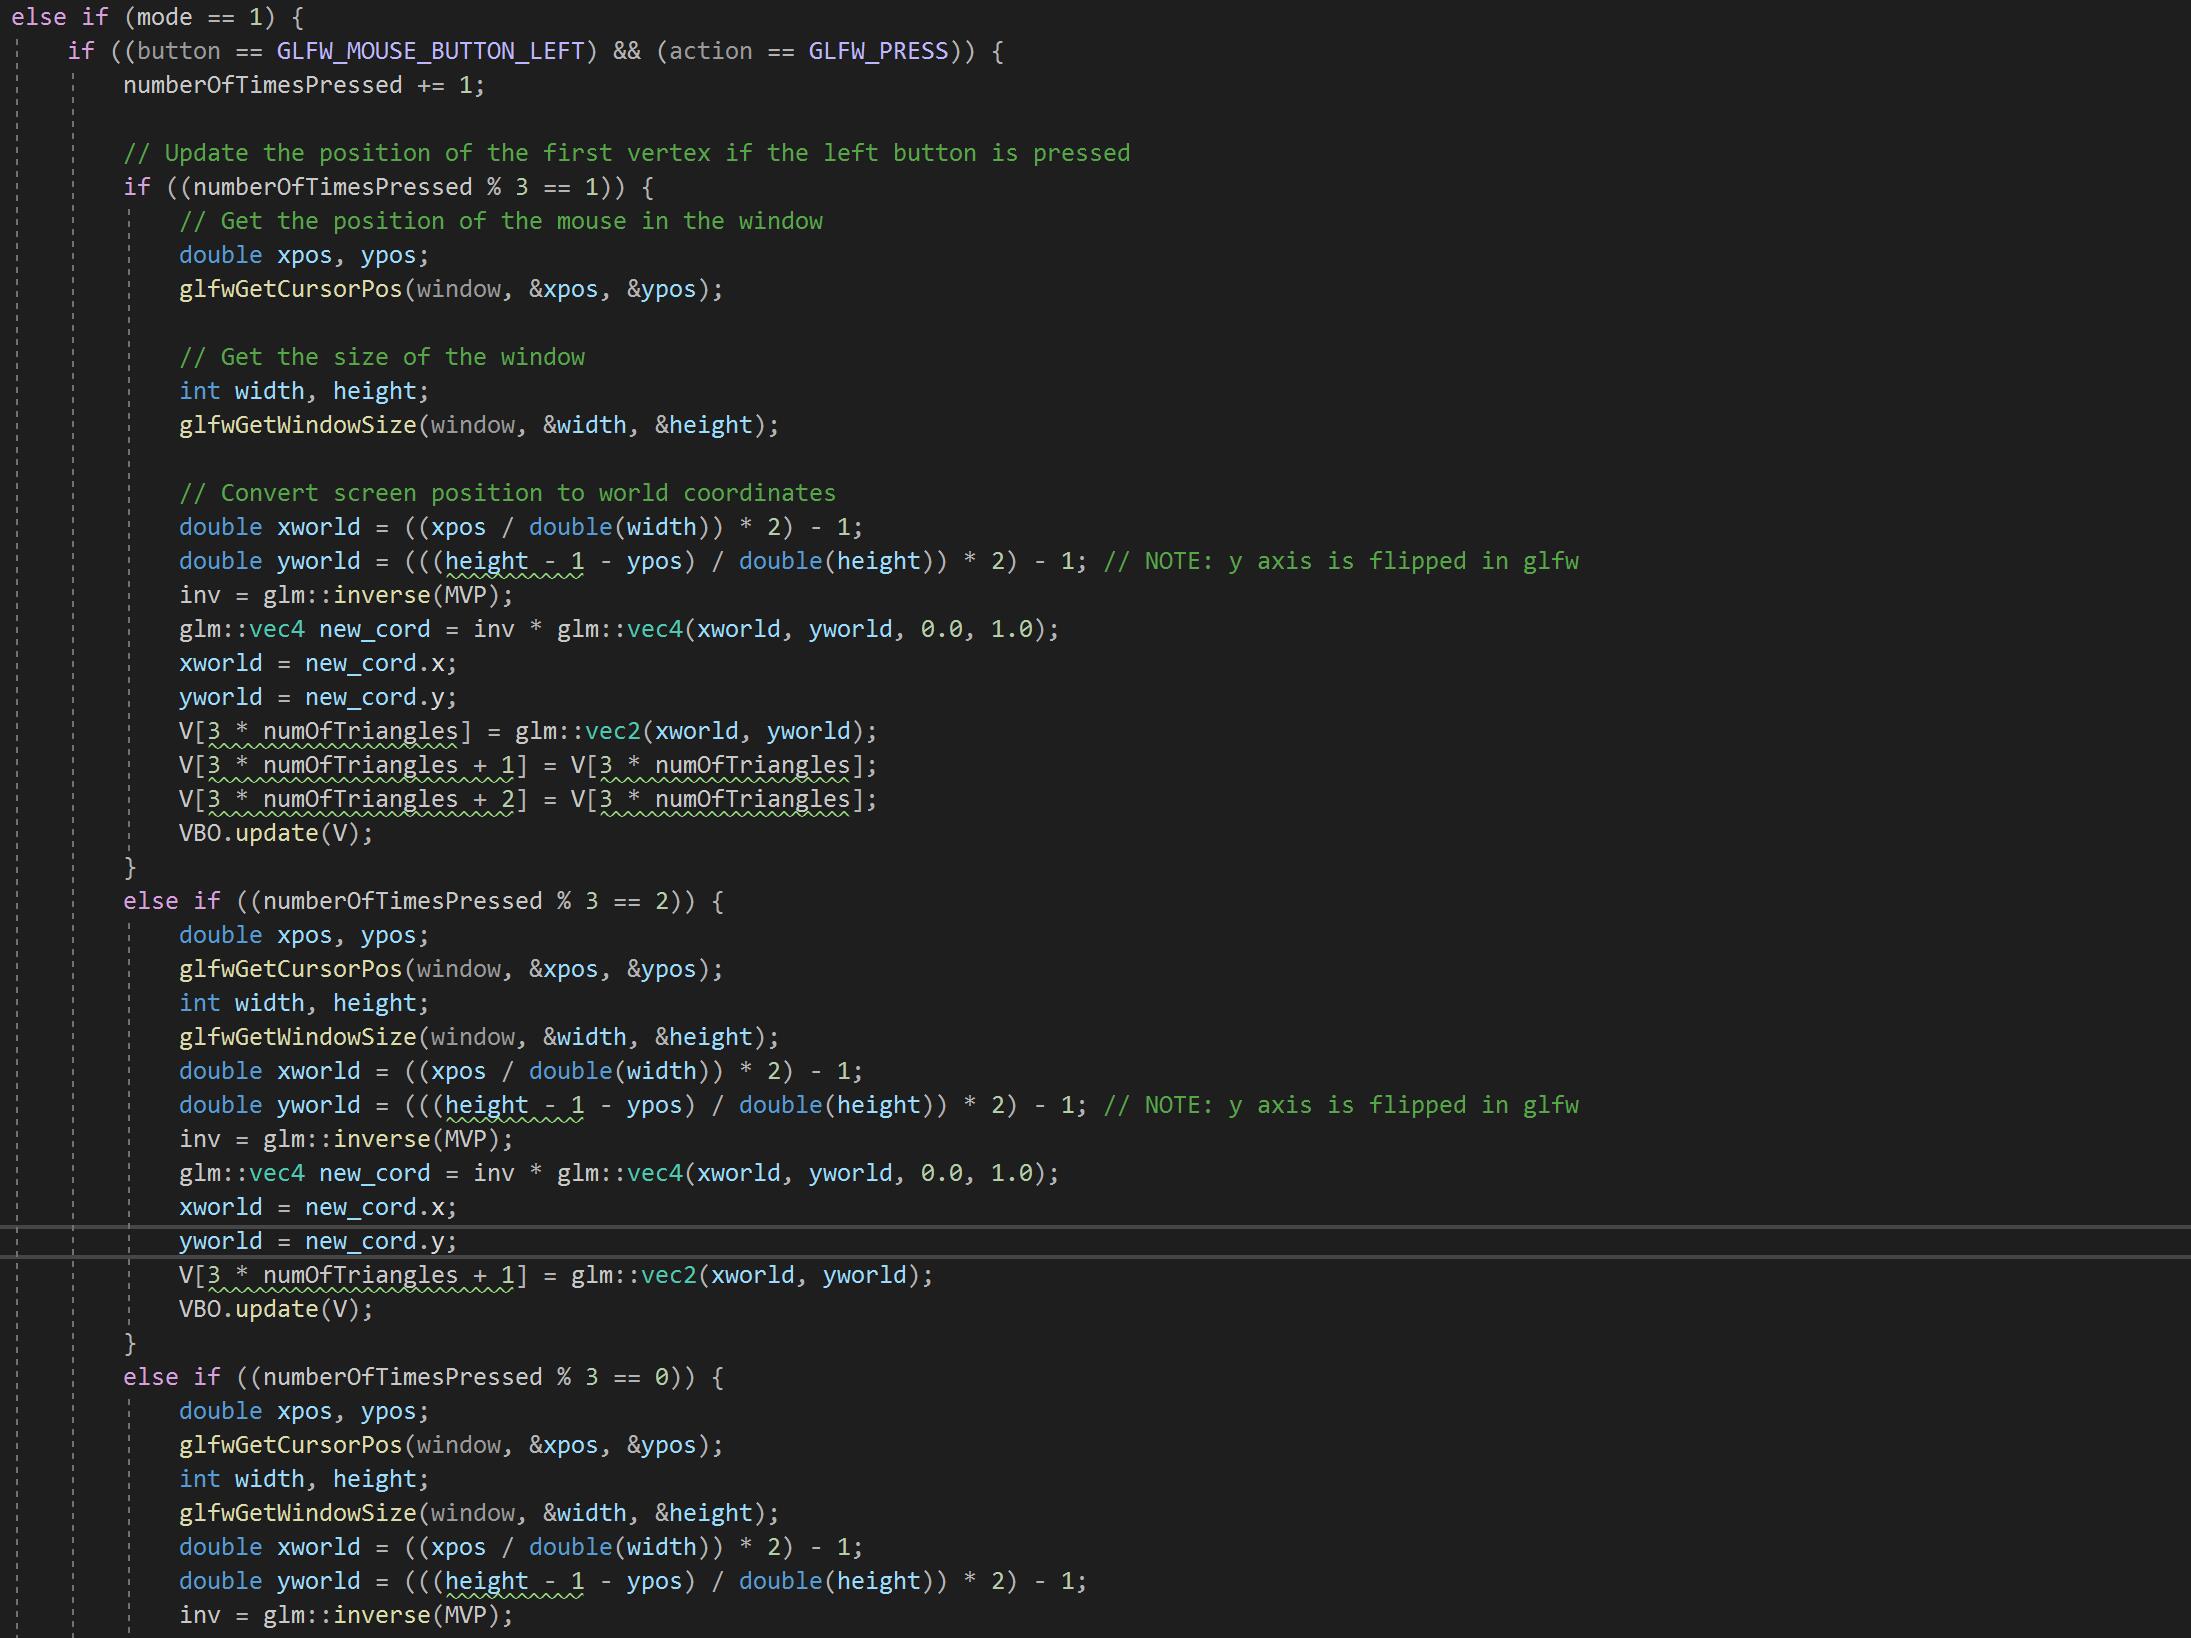 else if (mode == 1) {
if ((button == GLFW_MOUSE_BUTTON_LEFT) && (action == GLFW_PRESS)) {
numberOfTimesPressed += 1;
// Update the position of the first vertex if the left button is pressed
if ((numberOfTimesPressed % 3 == 1)) {
// Get the position of the mouse in the window
double xpos, ypos;
glfwGetCursorPos(window, &xpos, &ypos);
// Get the size of the window
int width, height;
glfwGetWindowSize(window, &width, &height);
// Convert screen position to world coordinates
double xworld = ((xpos / double(width)) * 2) - 1;
double yworld = (((height - 1 - ypos) / double(height)) * 2) - 1; // NOTE: y axis is flipped in glfw
inv = glm::inverse(MVP);
glm::vec4 new_cord = inv * glm::vec4(xworld, yworld, 0.0, 1.0);
xworld = new_cord.x;
yworld = new_cord.y;
V[3 * numOfTriangles] = glm::vec2(xworld, yworld);
V[3 * numOfTriangles + 1] = V[3 * numOfTriangles];
V[3 * numOfTriangles + 2] = V[3 * numOfTriangles];
VBO.update(V);
}
else if ((numberOfTimesPressed % 3 == 2)) {
double xpos, ypos;
glfwGetCursorPos(window, &xpos, &ypos);
int width, height;
glfwGetWindowSize(window, &width, &height);
double xworld = ((xpos / double(width)) * 2) - 1;
double yworld = (((height - 1 - ypos) / double(height)) * 2) - 1; // NOTE: y axis is flipped in glfw
inv = glm::inverse(MVP);
glm::vec4 new_cord = inv * glm::vec4(xworld, yworld, 0.0, 1.0);
xworld = new_cord.x;
yworld = new_cord.y;
V[3 * numOfTriangles + 1] = glm::vec2(xworld, yworld);
VBO.update(V);
}
else if ((numberOfTimesPressed % 3 == 0)) {
double xpos, ypos;
glfwGetCursorPos(window, &xpos, &ypos);
int width, height;
glfwGetWindowSize(window, &width, &height);
double xworld = ((xpos / double(width)) * 2) - 1;
double yworld = (((height - 1 - ypos) / double(height)) * 2) - 1;
inv = glm::inverse(MVP);